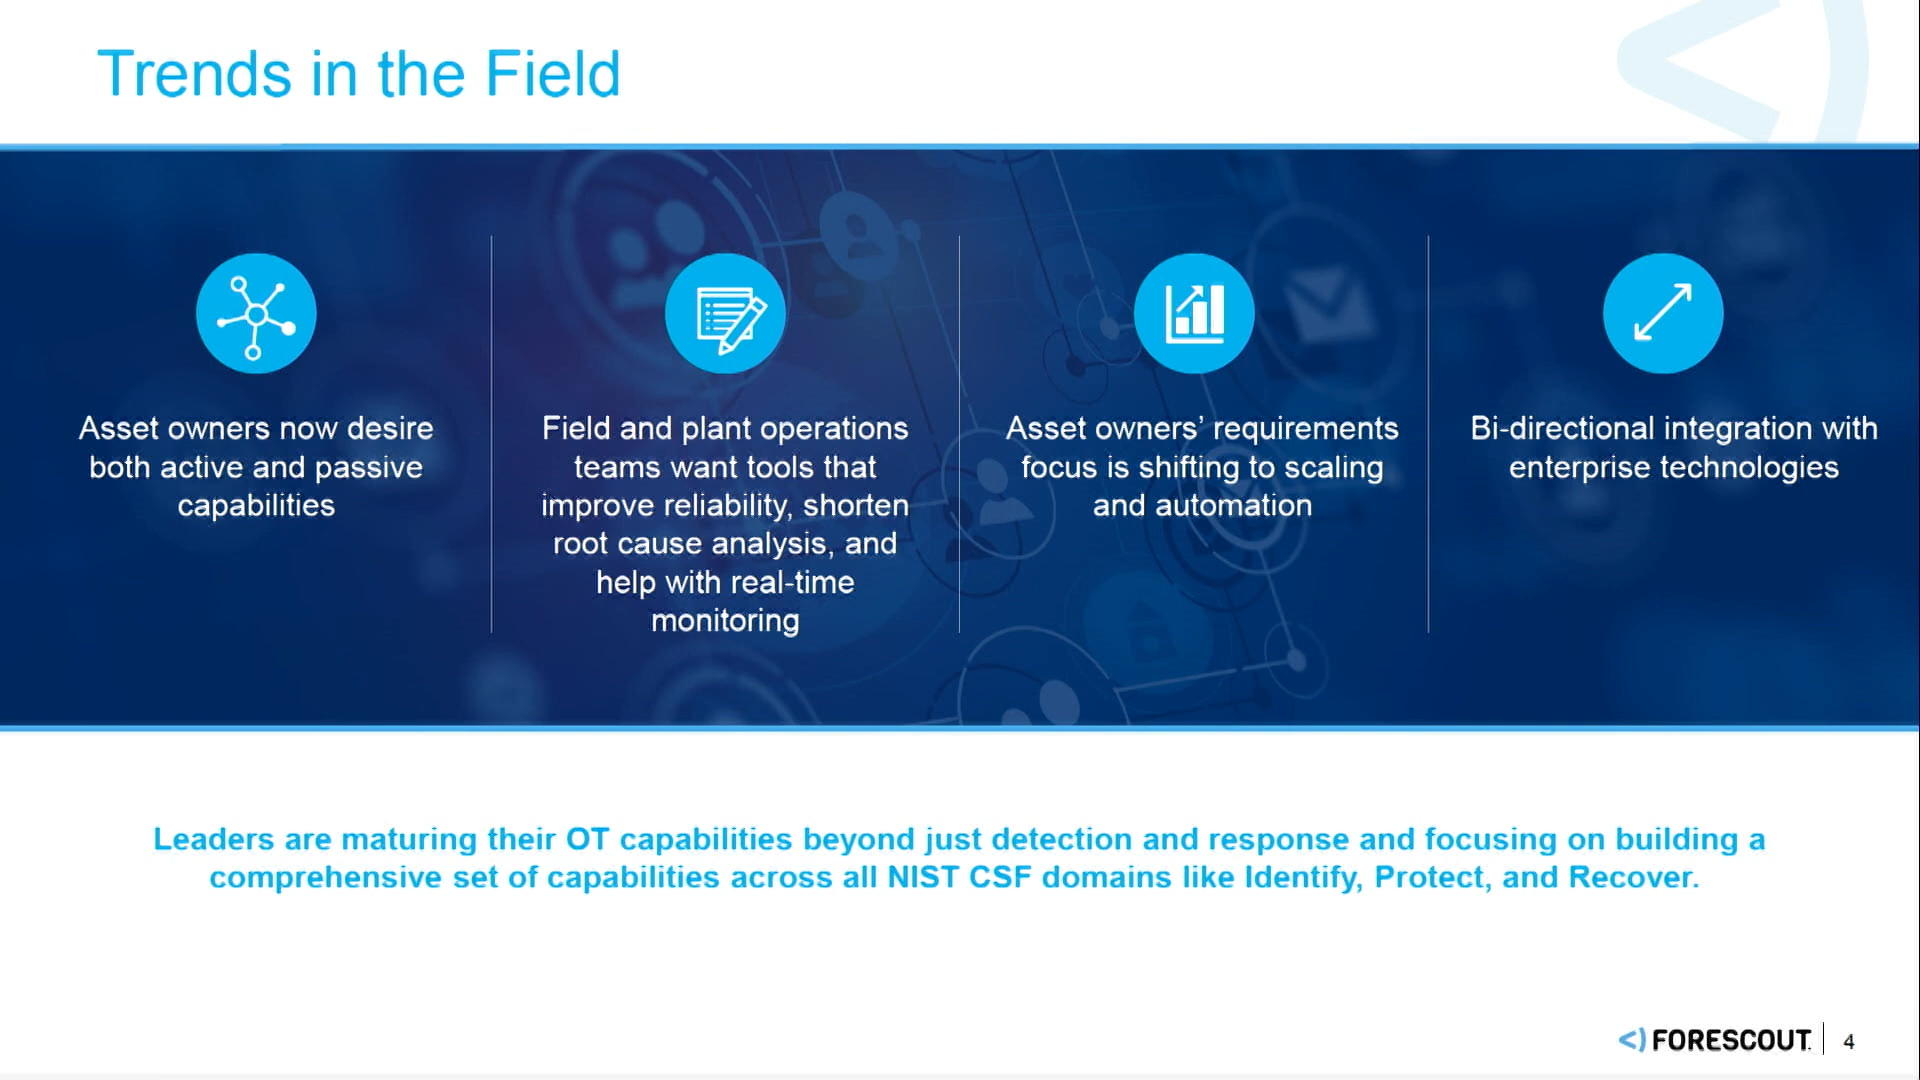 Trends in the Field
Asset owners now desire
both active and passive
capabilities
Field and plant operations
teams want tools that
improve reliability, shorten
root cause analysis, and
help with real-time
monitoring
Asset owners’ requirements
focus is shifting to scaling
and automation
Bi-directional integration with
enterprise technologies
Leaders are maturing their OT capabilities beyond just detection and response and focusing on building a
comprehensive set of capabilities across all NIST CSF domains like Identify, Protect, and Recover.
FORESCOUT
4